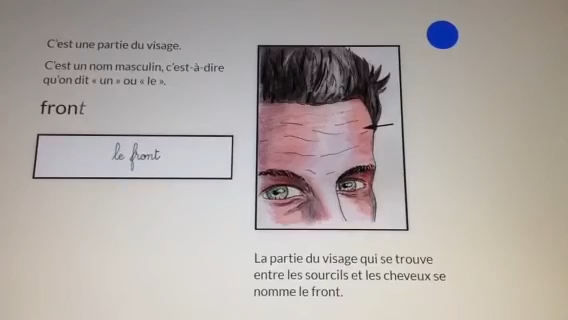 C'est une partie du visage.
C'est un nom masculin, c'est-à-dire
qu'on dit « un » ou « le ».
front
le front
La partie du visage qui se trouve
entre les sourcils et les cheveux se
nomme le front.